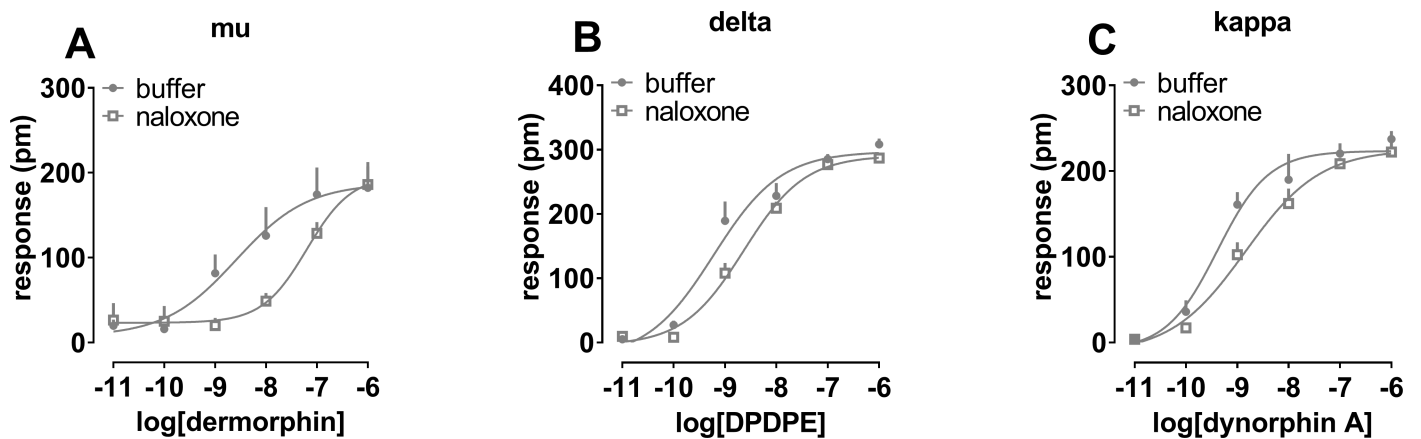 A
mu
buffer
naloxone
response (pm)
300
200
100
0
-11 -10 -9 -8 -7 -6
log[dermorphin]
B
delta
buffer
naloxone
response (pm)
400
300
200
100
0
-11 -10 -9 -8 -7 -6
log[DPDPE]
C
kappa
buffer
naloxone
response (pm)
300
200
100
0
-11 -10 -9 -8 -7 -6
log[dynorphin A]